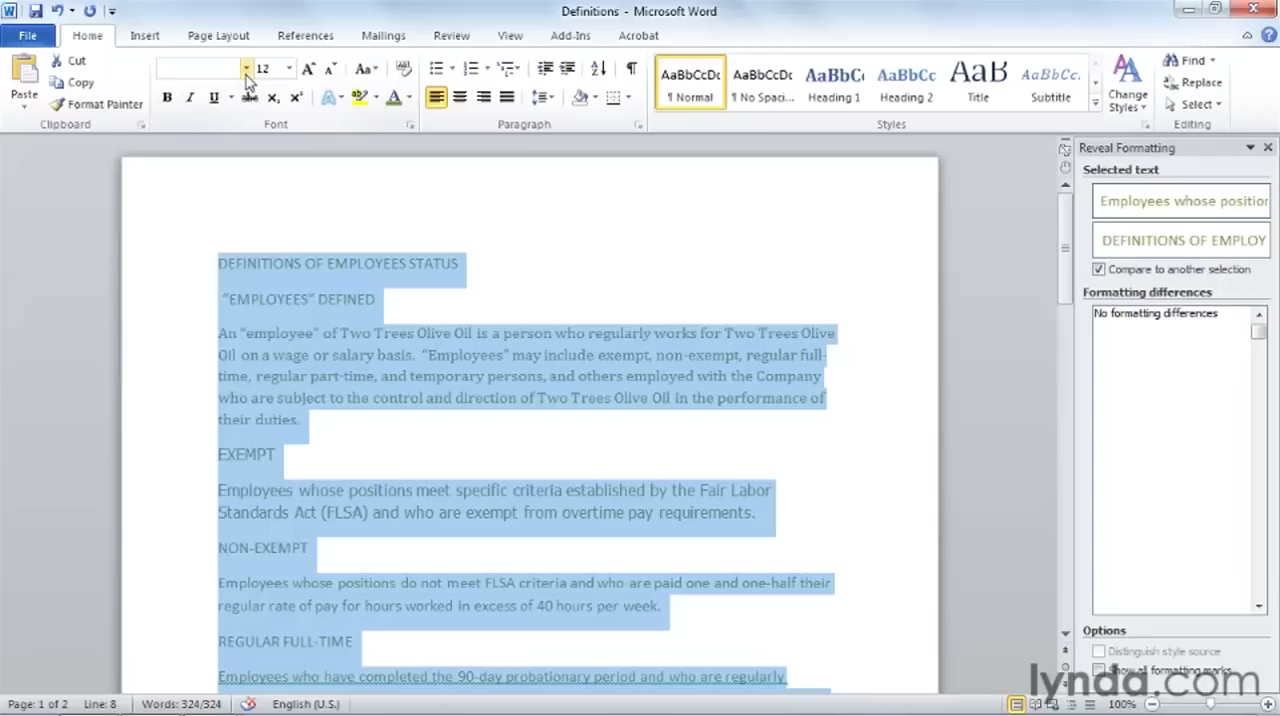 Definitions - Microsoft Word
File Home Insert Page Layout References Mailings Review View Add-Ins Acrobat
Paste Cut Copy Format Painter
Clipboard
12
B I U abc x₂ x² A ab A
Aa
Font
Paragraph
AaBbCcDc AaBbCcDc AaBbCc AaBbCc AaB AaBbCc.
¶ Normal ¶ No Spaci... Heading 1 Heading 2 Title Subtitle
Change Styles
Styles
Find
Replace
Select
Editing
DEFINITIONS OF EMPLOYEES STATUS
“EMPLOYEES” DEFINED
An “employee” of Two Trees Olive Oil is a person who regularly works for Two Trees Olive
Oil on a wage or salary basis. “Employees” may include exempt, non-exempt, regular full-
time, regular part-time, and temporary persons, and others employed with the Company
who are subject to the control and direction of Two Trees Olive Oil in the performance of
their duties.
EXEMPT
Employees whose positions meet specific criteria established by the Fair Labor
Standards Act (FLSA) and who are exempt from overtime pay requirements.
NON-EXEMPT
Employees whose positions do not meet FLSA criteria and who are paid one and one-half their
regular rate of pay for hours worked in excess of 40 hours per week.
REGULAR FULL-TIME
Employees who have completed the 90-day probationary period and who are regularly
Reveal Formatting
Selected text
Employees whose position
DEFINITIONS OF EMPLOY
Compare to another selection
Formatting differences
No formatting differences
Options
Distinguish style source
Show all formatting marks
lynda.com
Page: 1 of 2 Line: 8 Words: 324/324 English (U.S.) 100%